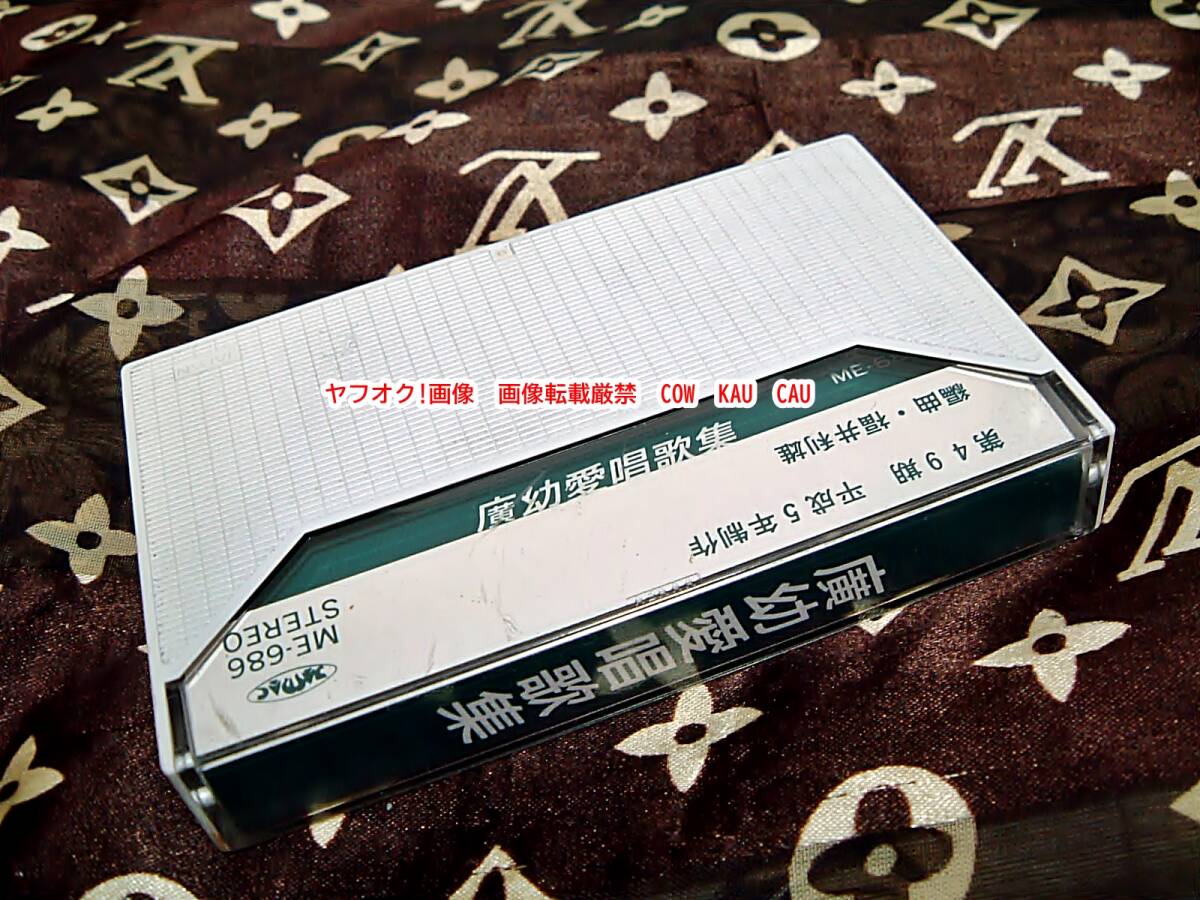 ヤフオク!画像 画像転載厳禁 COW KAU CAU
廣幼愛唱歌集
第49期 平成5年制作
編曲・福井利雄
廣幼愛唱歌集
ME-686
STEREO